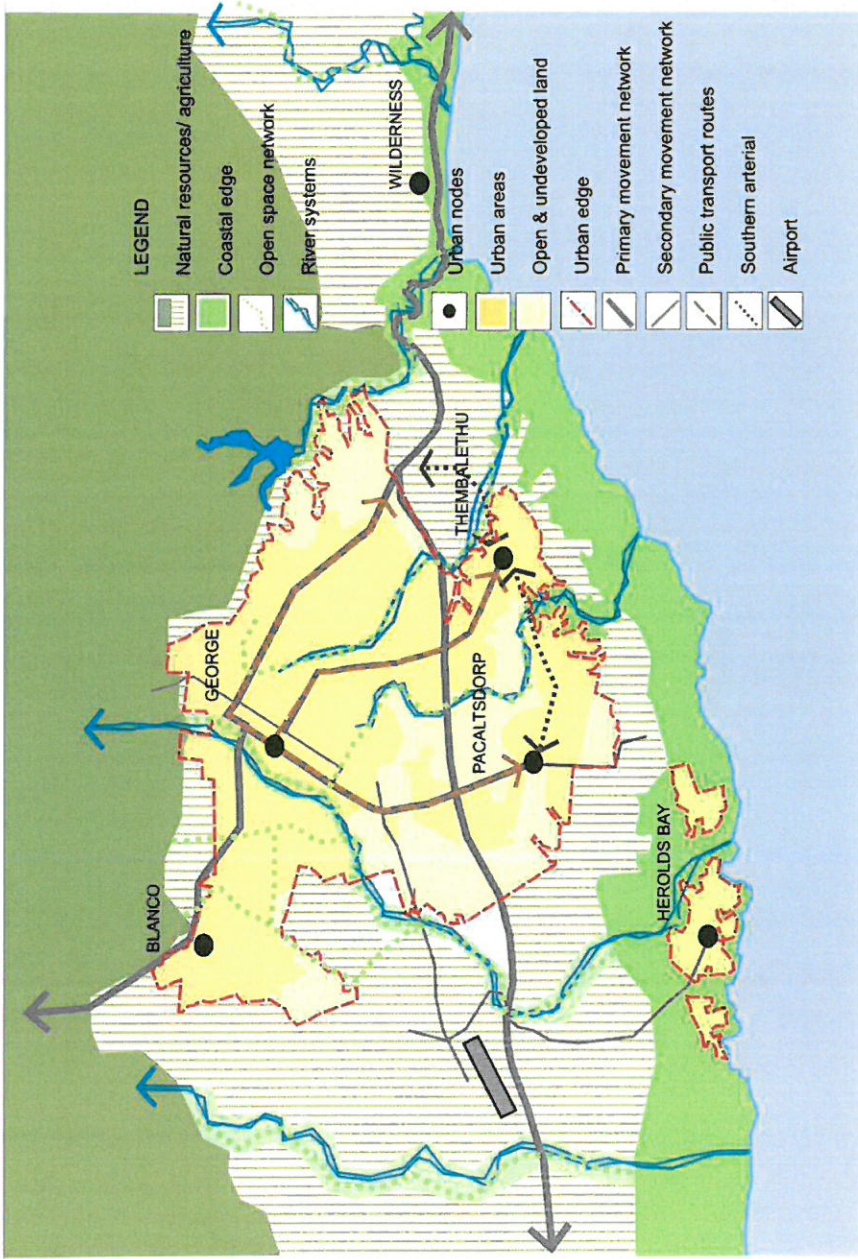 BLANCO
GEORGE
PACALTSDORP
THEMBALETHU
HEROLDS BAY
WILDERNESS
LEGEND
Natural resources/ agriculture
Coastal edge
Open space network
River systems
Urban nodes
Urban areas
Open & undeveloped land
Urban edge
Primary movement network
Secondary movement network
Public transport routes
Southern arterial
Airport